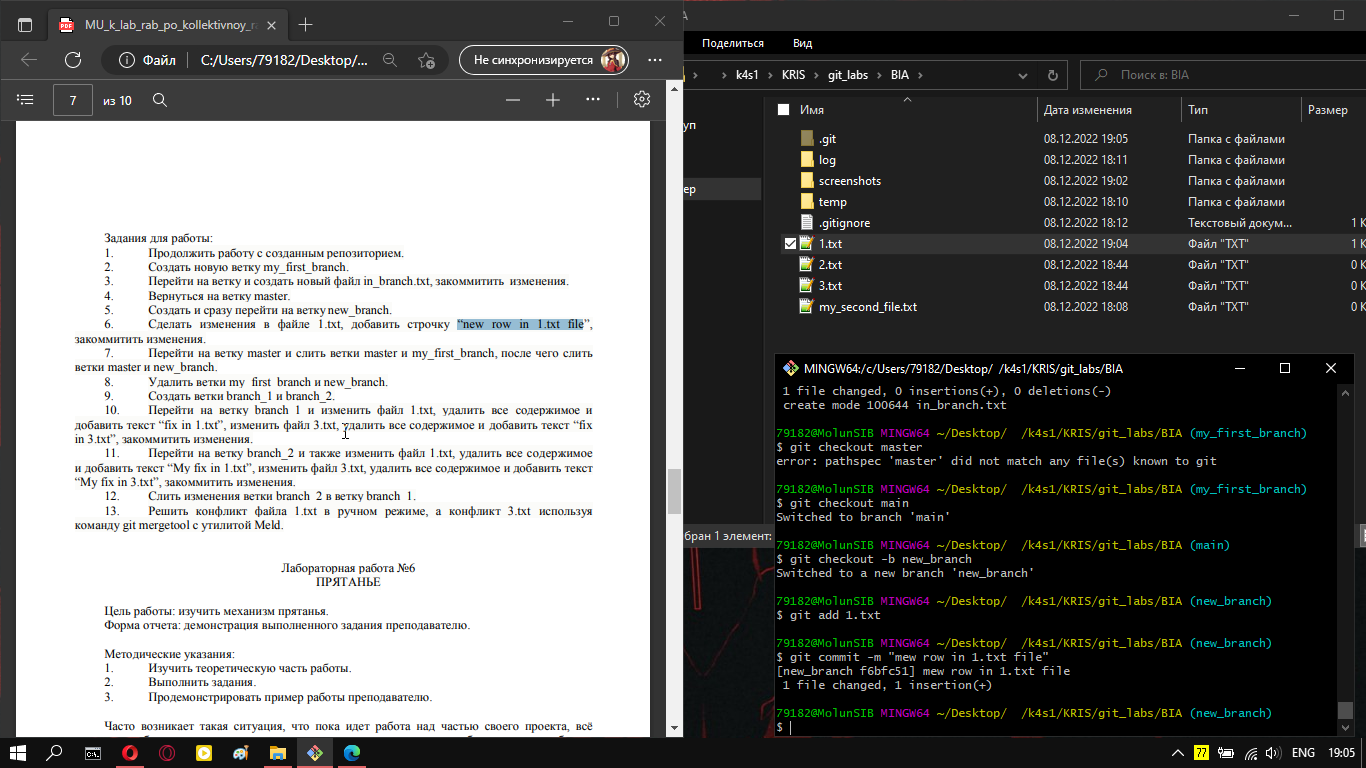 MU_k_lab_rab_po_kollektivnoy_ra
Файл
C:/Users/79182/Desktop/...
Не синхронизируется
7
из 10
Задания для работы:
1. Продолжить работу с созданным репозиторием.
2. Создать новую ветку my_first_branch.
3. Перейти на ветку и создать новый файл in_branch.txt, закоммитить изменения.
4. Вернуться на ветку master.
5. Создать и сразу перейти на ветку new_branch.
6. Сделать изменения в файле 1.txt, добавить строчку “new row in 1.txt file”,
закоммитить изменения.
7. Перейти на ветку master и слить ветки master и my_first_branch, после чего слить
ветки master и new_branch.
8. Удалить ветки my_first_branch и new_branch.
9. Создать ветки branch_1 и branch_2.
10. Перейти на ветку branch_1 и изменить файл 1.txt, удалить все содержимое и
добавить текст “fix in 1.txt”, изменить файл 3.txt, удалить все содержимое и добавить текст “fix
in 3.txt”, закоммитить изменения.
11. Перейти на ветку branch_2 и также изменить файл 1.txt, удалить все содержимое
и добавить текст “My fix in 1.txt”, изменить файл 3.txt, удалить все содержимое и добавить текст
“My fix in 3.txt”, закоммитить изменения.
12. Слить изменения ветки branch_2 в ветку branch_1.
13. Решить конфликт файла 1.txt в ручном режиме, а конфликт 3.txt используя
команду git mergetool с утилитой Meld.
Лабораторная работа №6
ПРЯТАНЬЕ
Цель работы: изучить механизм прятанья.
Форма отчета: демонстрация выполненного задания преподавателю.
Методические указания:
1. Изучить теоретическую часть работы.
2. Выполнить задания.
3. Продемонстрировать пример работы преподавателю.
Часто возникает такая ситуация, что пока идет работа над частью своего проекта, всё
A
Поделиться Вид
k4s1 KRIS git_labs BIA
Поиск в: BIA
уп
ер
Имя Дата изменения Тип Размер
.git 08.12.2022 19:05 Папка с файлами
log 08.12.2022 18:11 Папка с файлами
screenshots 08.12.2022 19:02 Папка с файлами
temp 08.12.2022 18:10 Папка с файлами
.gitignore 08.12.2022 18:12 Текстовый докум... 1 К
1.txt 08.12.2022 19:04 Файл "TXT" 1 К
2.txt 08.12.2022 18:44 Файл "TXT" 0 К
3.txt 08.12.2022 18:44 Файл "TXT" 0 К
my_second_file.txt 08.12.2022 18:08 Файл "TXT" 0 К
бран 1 элемент:
MINGW64:/c/Users/79182/Desktop/ /k4s1/KRIS/git_labs/BIA
1 file changed, 0 insertions(+), 0 deletions(-)
create mode 100644 in_branch.txt
79182@MolunSIB MINGW64 ~/Desktop/ /k4s1/KRIS/git_labs/BIA (my_first_branch)
$ git checkout master
error: pathspec 'master' did not match any file(s) known to git
79182@MolunSIB MINGW64 ~/Desktop/ /k4s1/KRIS/git_labs/BIA (my_first_branch)
$ git checkout main
Switched to branch 'main'
79182@MolunSIB MINGW64 ~/Desktop/ /k4s1/KRIS/git_labs/BIA (main)
$ git checkout -b new_branch
Switched to a new branch 'new_branch'
79182@MolunSIB MINGW64 ~/Desktop/ /k4s1/KRIS/git_labs/BIA (new_branch)
$ git add 1.txt
79182@MolunSIB MINGW64 ~/Desktop/ /k4s1/KRIS/git_labs/BIA (new_branch)
$ git commit -m "mew row in 1.txt file"
[new_branch f6bfc51] mew row in 1.txt file
1 file changed, 1 insertion(+)
79182@MolunSIB MINGW64 ~/Desktop/ /k4s1/KRIS/git_labs/BIA (new_branch)
$
77
ENG
19:05